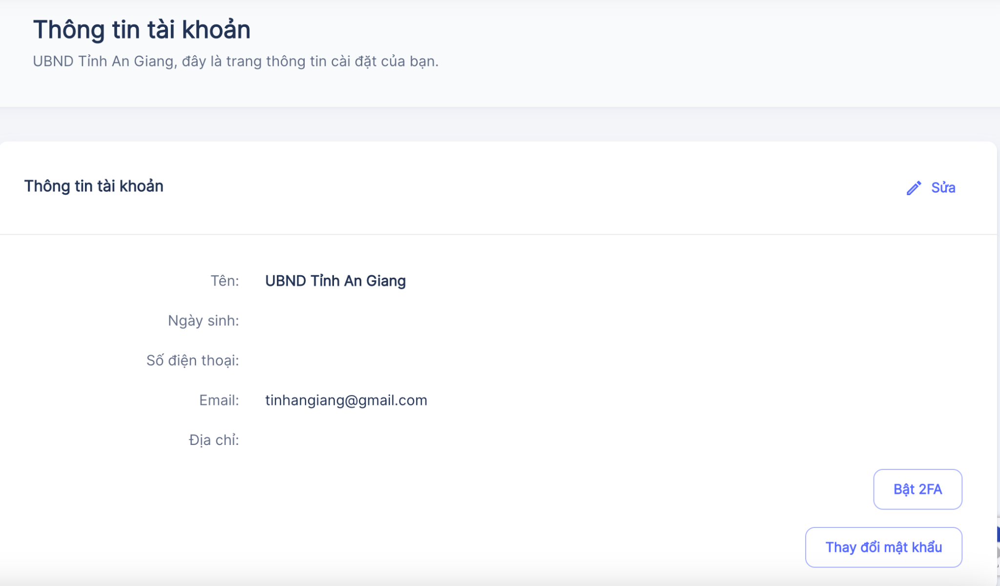 Thông tin tài khoản
UBND Tỉnh An Giang, đây là trang thông tin cài đặt của bạn.
Thông tin tài khoản
Sửa
Tên: UBND Tỉnh An Giang
Ngày sinh:
Số điện thoại:
Email: tinhangiang@gmail.com
Địa chỉ:
Bật 2FA
Thay đổi mật khẩu